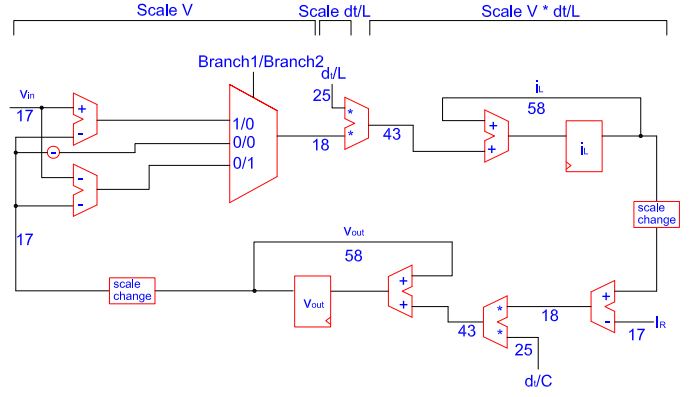 Scale V
Scale dt/L
Scale V * dt/L
Branch1/Branch2
dt/L
25
iL
58
vin
17
+
-
*
*
+
+
43
1/0
0/0
0/1
18
-
iL
-
-
scale
change
17
vout
58
scale
change
vout
+
+
43
*
*
18
25
+
-
IR
17
dt/C